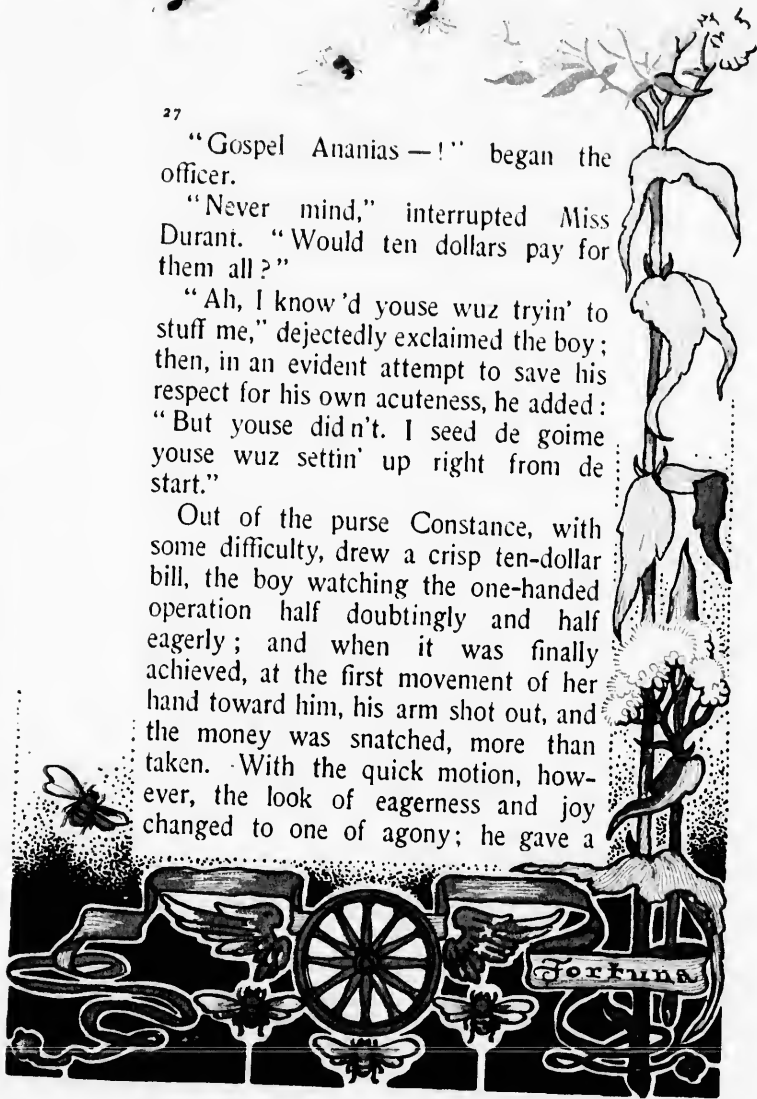 27
"Gospel Ananias — !" began the
officer.
"Never mind," interrupted Miss
Durant. "Would ten dollars pay for
them all?"
"Ah, I know'd youse wuz tryin' to
stuff me," dejectedly exclaimed the boy;
then, in an evident attempt to save his
respect for his own acuteness, he added:
"But youse didn't. I seed de goime
youse wuz settin' up right from de
start."
Out of the purse Constance, with
some difficulty, drew a crisp ten-dollar
bill, the boy watching the one-handed
operation half doubtingly and half
eagerly; and when it was finally
achieved, at the first movement of her
hand toward him, his arm shot out, and
the money was snatched, more than
taken. With the quick motion, how-
ever, the look of eagerness and joy
changed to one of agony; he gave a
Fortuna